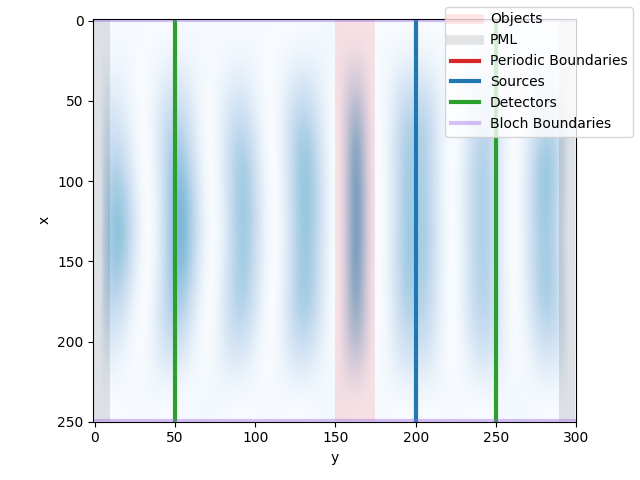 Objects
PML
Periodic Boundaries
Sources
Detectors
Bloch Boundaries
0
50
100
150
200
250
x
0
50
100
150
200
250
300
y